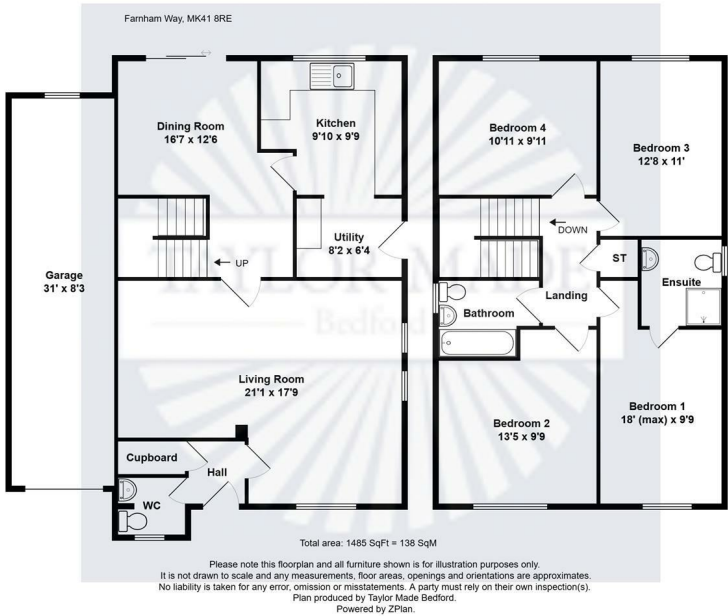 Farnham Way, MK41 8RE
Dining Room
16'7 x 12'6
Kitchen
9'10 x 9'9
Utility
8'2 x 6'4
UP
Garage
31' x 8'3
Living Room
21'1 x 17'9
Cupboard
Hall
WC
Bedroom 4
10'11 x 9'11
Bedroom 3
12'8 x 11'
DOWN
ST
Ensuite
Landing
Bathroom
Bedroom 2
13'5 x 9'9
Bedroom 1
18' (max) x 9'9
TAYLOR MADE
Bedford
Total area: 1485 SqFt = 138 SqM
Please note this floorplan and all furniture shown is for illustration purposes only.
It is not drawn to scale and any measurements, floor areas, openings and orientations are approximates.
No liability is taken for any error, omission or misstatements. A party must rely on their own inspection(s).
Plan produced by Taylor Made Bedford.
Powered by ZPlan.